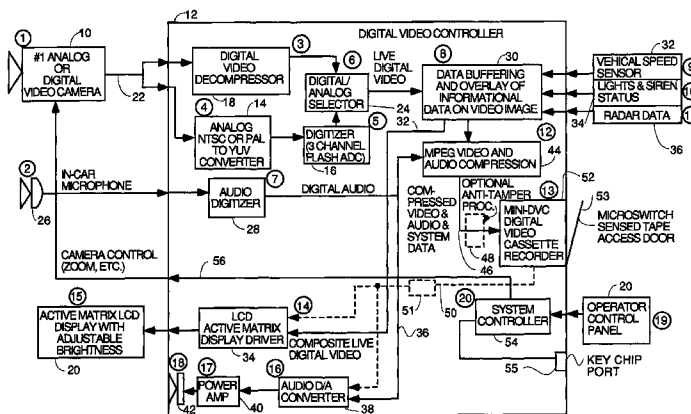 12
DIGITAL VIDEO CONTROLLER
1
10
#1 ANALOG
OR
DIGITAL
VIDEO CAMERA
22
DIGITAL
VIDEO
DECOMPRESSOR
3
18
4
14
ANALOG
NTSC OR PAL
TO YUV
CONVERTER
6
DIGITAL/
ANALOG
SELECTOR
24
LIVE
DIGITAL
VIDEO
5
DIGITIZER
(3 CHANNEL
FLASH ADC)
16
8
30
DATA BUFFERING
AND OVERLAY OF
INFORMATIONAL
DATA ON VIDEO IMAGE
32
32
VEHICAL SPEED
SENSOR
9
LIGHTS & SIREN
STATUS
34
RADAR DATA
36
12
MPEG VIDEO AND
AUDIO COMPRESSION
44
2
IN-CAR
MICROPHONE
26
7
AUDIO
DIGITIZER
28
DIGITAL AUDIO
COM-
PRESSED
VIDEO
& AUDIO
& SYSTEM
DATA
OPTIONAL
ANTI-TAMPER
PROC.
48
46
13
52
MINI-DVC
DIGITAL
VIDEO
CASSETTE
RECORDER
53
MICROSWITCH
SENSED TAPE
ACCESS DOOR
CAMERA CONTROL
(ZOOM, ETC.)
56
15
ACTIVE MATRIX LCD
DISPLAY WITH
ADJUSTABLE
BRIGHTNESS
20
14
LCD
ACTIVE MATRIX
DISPLAY DRIVER
34
COMPOSITE LIVE
DIGITAL VIDEO
51
50
36
20
SYSTEM
CONTROLLER
54
20
OPERATOR
CONTROL
PANEL
19
55
KEY CHIP
PORT
18
42
17
POWER
AMP
40
16
AUDIO D/A
CONVERTER
38